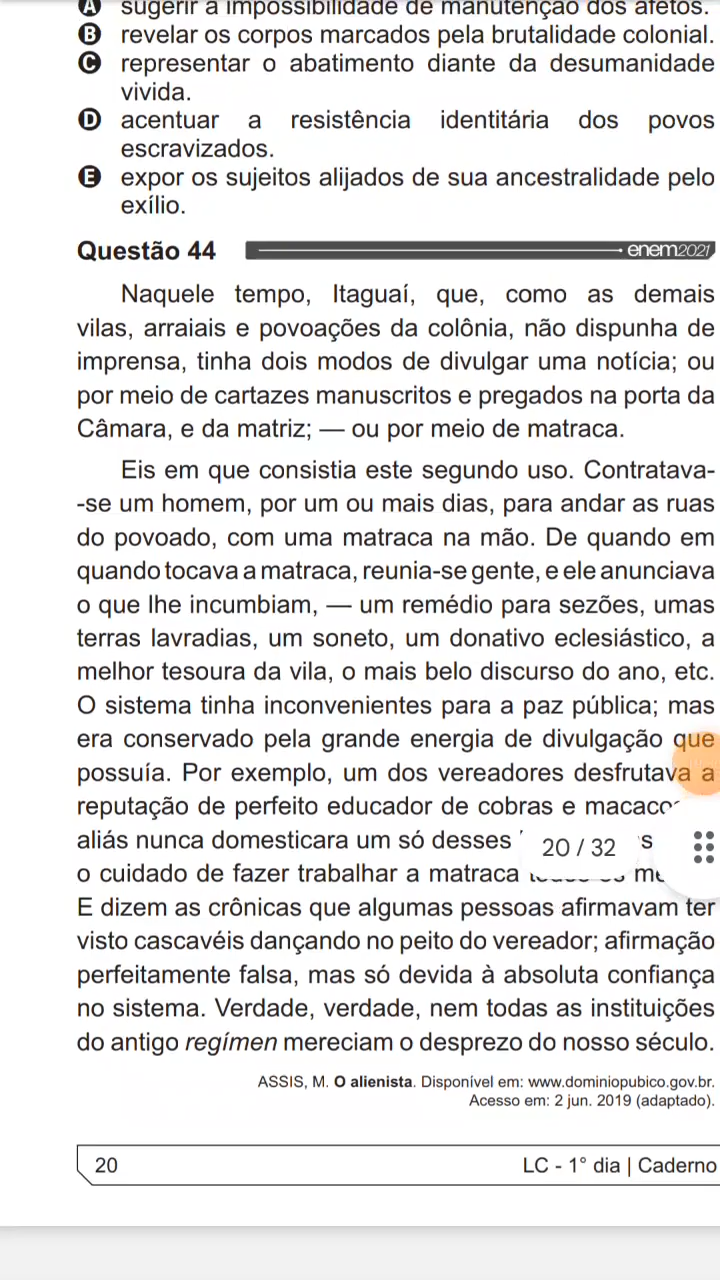 A sugerir a impossibilidade de manutenção dos afetos.
B revelar os corpos marcados pela brutalidade colonial.
C representar o abatimento diante da desumanidade
vivida.
D acentuar a resistência identitária dos povos
escravizados.
E expor os sujeitos alijados de sua ancestralidade pelo
exílio.
Questão 44 enem2021
Naquele tempo, Itaguaí, que, como as demais
vilas, arraiais e povoações da colônia, não dispunha de
imprensa, tinha dois modos de divulgar uma notícia; ou
por meio de cartazes manuscritos e pregados na porta da
Câmara, e da matriz; — ou por meio de matraca.
Eis em que consistia este segundo uso. Contratava-
-se um homem, por um ou mais dias, para andar as ruas
do povoado, com uma matraca na mão. De quando em
quando tocava a matraca, reunia-se gente, e ele anunciava
o que lhe incumbiam, — um remédio para sezões, umas
terras lavradias, um soneto, um donativo eclesiástico, a
melhor tesoura da vila, o mais belo discurso do ano, etc.
O sistema tinha inconvenientes para a paz pública; mas
era conservado pela grande energia de divulgação que
possuía. Por exemplo, um dos vereadores desfrutava a
reputação de perfeito educador de cobras e
aliás nunca domesticara um só desses
20 / 32
o cuidado de fazer trabalhar a matraca
E dizem as crônicas que algumas pessoas afirmavam ter
visto cascavéis dançando no peito do vereador; afirmação
perfeitamente falsa, mas só devida à absoluta confiança
no sistema. Verdade, verdade, nem todas as instituições
do antigo regímen mereciam o desprezo do nosso século.
ASSIS, M. O alienista. Disponível em: www.dominiopubico.gov.br.
Acesso em: 2 jun. 2019 (adaptado).
20 LC - 1° dia | Caderno